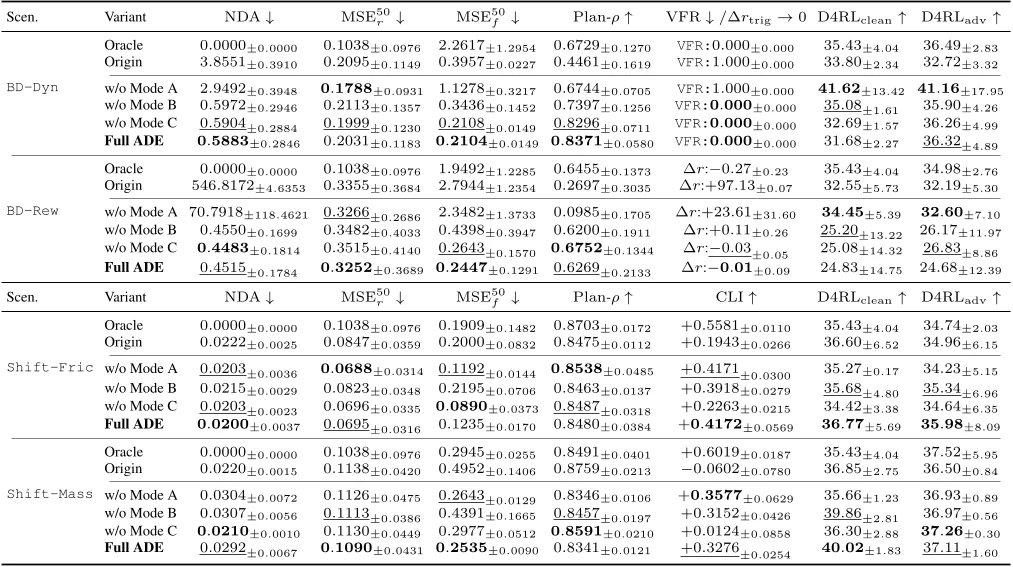 Scen. Variant NDA ↓ MSE_r^50 ↓ MSE_f^50 ↓ Plan-ρ ↑ VFR ↓ /Δr_trig → 0 D4RL_clean ↑ D4RL_adv ↑
Oracle 0.0000±0.0000 0.1038±0.0976 2.2617±1.2954 0.6729±0.1270 VFR:0.000±0.000 35.43±4.04 36.49±2.83
Origin 3.8551±0.3910 0.2095±0.1149 0.3957±0.0227 0.4461±0.1619 VFR:1.000±0.000 33.80±2.34 32.72±3.32
BD-Dyn w/o Mode A 2.9492±0.3948 0.1788±0.0931 1.1278±0.3217 0.6744±0.0705 VFR:1.000±0.000 41.62±13.42 41.16±17.95
w/o Mode B 0.5972±0.2946 0.2113±0.1357 0.3436±0.1452 0.7397±0.1256 VFR:0.000±0.000 35.08±1.61 35.90±4.26
w/o Mode C 0.5904±0.2884 0.1999±0.1230 0.2108±0.0149 0.8296±0.0711 VFR:0.000±0.000 32.69±1.57 36.26±4.99
Full ADE 0.5883±0.2846 0.2031±0.1183 0.2104±0.0149 0.8371±0.0580 VFR:0.000±0.000 31.68±2.27 36.32±4.89
Oracle 0.0000±0.0000 0.1038±0.0976 1.9492±1.2285 0.6455±0.1373 Δr:−0.27±0.23 35.43±4.04 34.98±2.76
Origin 546.8172±4.6353 0.3355±0.3684 2.7944±1.2354 0.2697±0.3035 Δr:+97.13±0.07 32.55±5.73 32.19±5.30
BD-Rew w/o Mode A 70.7918±118.4621 0.3266±0.2686 2.3482±1.3733 0.0985±0.1705 Δr:+23.61±31.60 34.45±5.39 32.60±7.10
w/o Mode B 0.4550±0.1699 0.3482±0.4033 0.4398±0.3947 0.6200±0.1911 Δr:+0.11±0.26 25.20±13.22 26.17±11.97
w/o Mode C 0.4483±0.1814 0.3515±0.4140 0.2643±0.1570 0.6752±0.1344 Δr:−0.03±0.05 25.08±14.32 26.83±8.86
Full ADE 0.4515±0.1784 0.3252±0.3689 0.2447±0.1291 0.6269±0.2133 Δr:−0.01±0.09 24.83±14.75 24.68±12.39
Scen. Variant NDA ↓ MSE_r^50 ↓ MSE_f^50 ↓ Plan-ρ ↑ CLI ↑ D4RL_clean ↑ D4RL_adv ↑
Oracle 0.0000±0.0000 0.1038±0.0976 0.1909±0.1482 0.8703±0.0172 +0.5581±0.0110 35.43±4.04 34.74±2.03
Origin 0.0222±0.0025 0.0847±0.0359 0.2000±0.0832 0.8475±0.0112 +0.1943±0.0266 36.60±6.52 34.96±6.15
Shift-Fric w/o Mode A 0.0203±0.0036 0.0688±0.0314 0.1192±0.0144 0.8538±0.0485 +0.4171±0.0300 35.27±0.17 34.23±5.15
w/o Mode B 0.0215±0.0029 0.0823±0.0348 0.2195±0.0706 0.8463±0.0137 +0.3918±0.0279 35.68±4.80 35.34±6.96
w/o Mode C 0.0203±0.0023 0.0696±0.0335 0.0890±0.0373 0.8487±0.0318 +0.2263±0.0215 34.42±3.38 34.64±6.35
Full ADE 0.0200±0.0037 0.0695±0.0316 0.1235±0.0170 0.8480±0.0384 +0.4172±0.0569 36.77±5.69 35.98±8.09
Oracle 0.0000±0.0000 0.1038±0.0976 0.2945±0.0255 0.8491±0.0401 +0.6019±0.0187 35.43±4.04 37.52±5.95
Origin 0.0220±0.0015 0.1138±0.0420 0.4952±0.1406 0.8759±0.0213 −0.0602±0.0780 36.85±2.75 36.50±0.84
Shift-Mass w/o Mode A 0.0304±0.0072 0.1126±0.0475 0.2643±0.0129 0.8346±0.0106 +0.3577±0.0629 35.66±1.23 36.93±0.89
w/o Mode B 0.0307±0.0056 0.1113±0.0386 0.4391±0.1665 0.8457±0.0197 +0.3152±0.0426 39.86±2.81 36.97±0.56
w/o Mode C 0.0210±0.0010 0.1130±0.0449 0.2977±0.0512 0.8591±0.0210 +0.0124±0.0858 36.30±2.88 37.26±0.30
Full ADE 0.0292±0.0067 0.1090±0.0431 0.2535±0.0090 0.8341±0.0121 +0.3276±0.0254 40.02±1.83 37.11±1.60